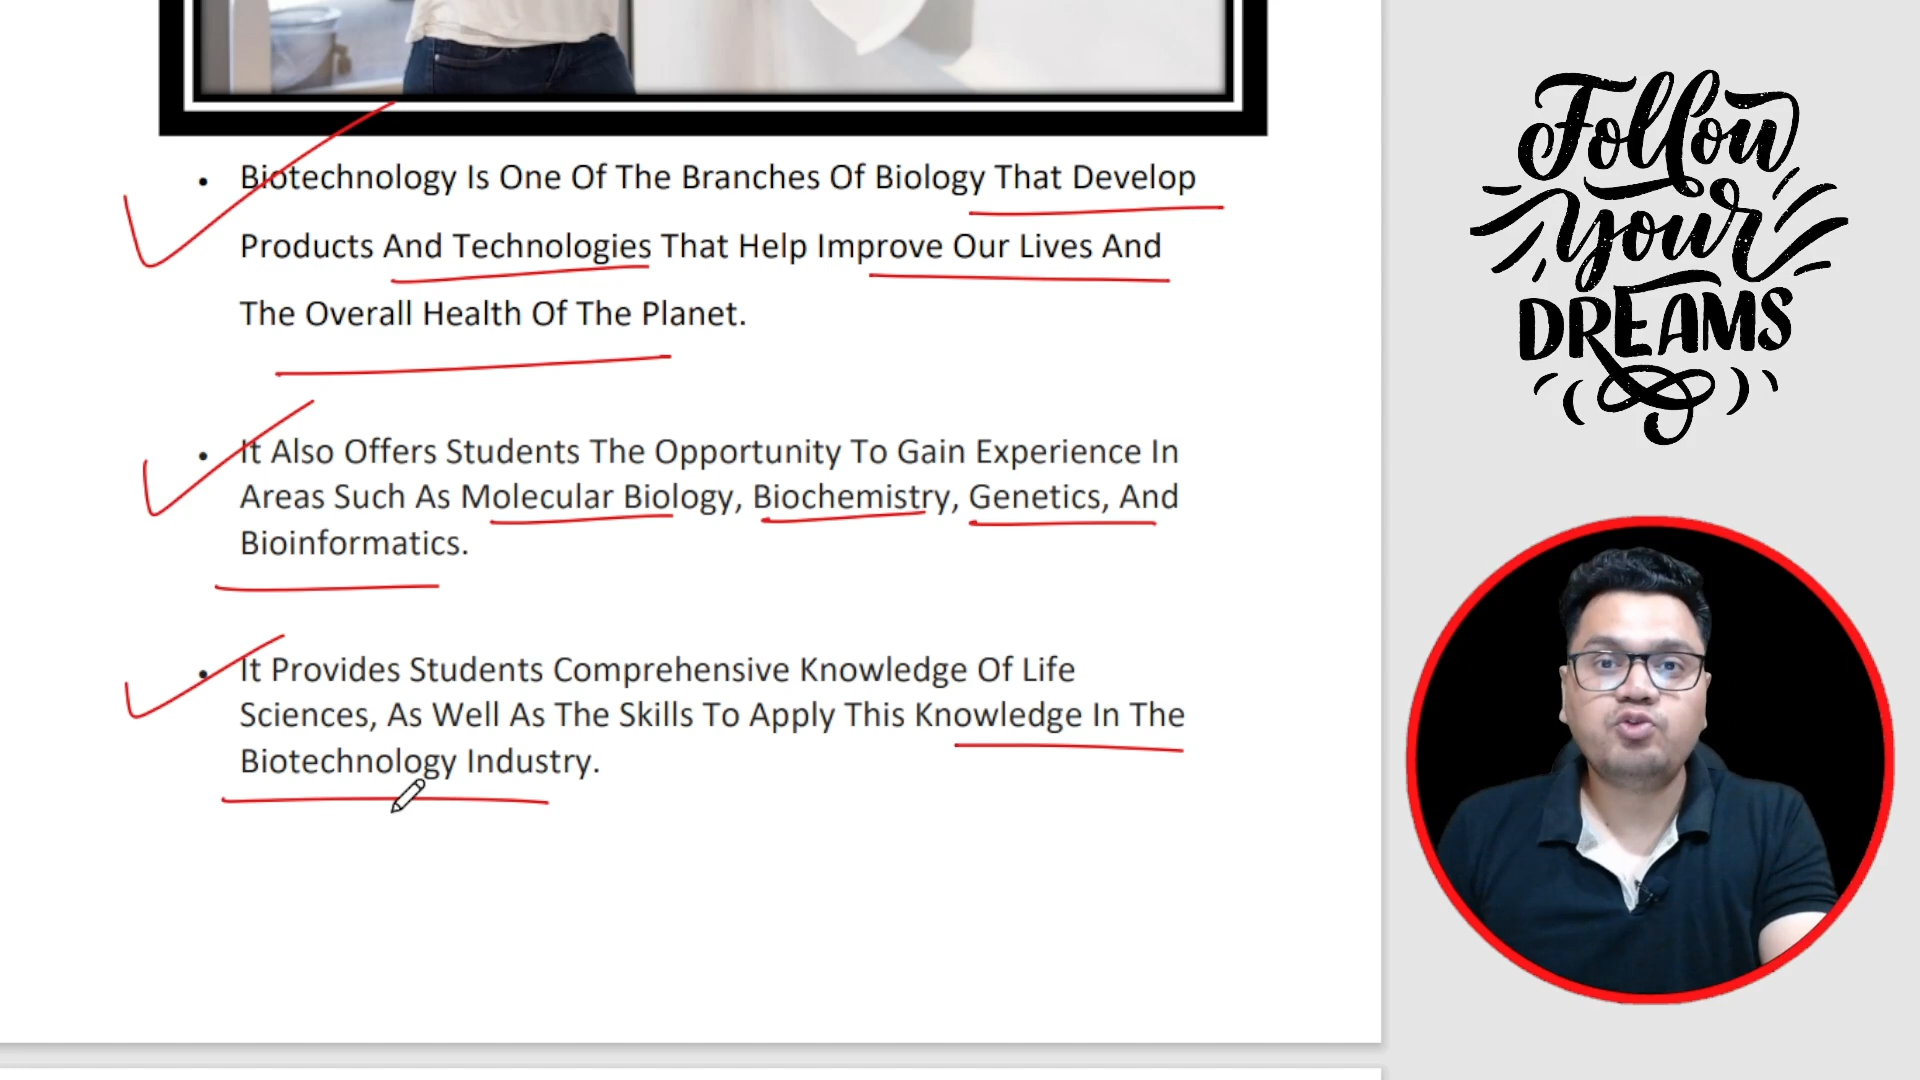 • Biotechnology Is One Of The Branches Of Biology That Develop
Products And Technologies That Help Improve Our Lives And
The Overall Health Of The Planet.
• It Also Offers Students The Opportunity To Gain Experience In
Areas Such As Molecular Biology, Biochemistry, Genetics, And
Bioinformatics.
• It Provides Students Comprehensive Knowledge Of Life
Sciences, As Well As The Skills To Apply This Knowledge In The
Biotechnology Industry.
Follow
Your
DREAMS